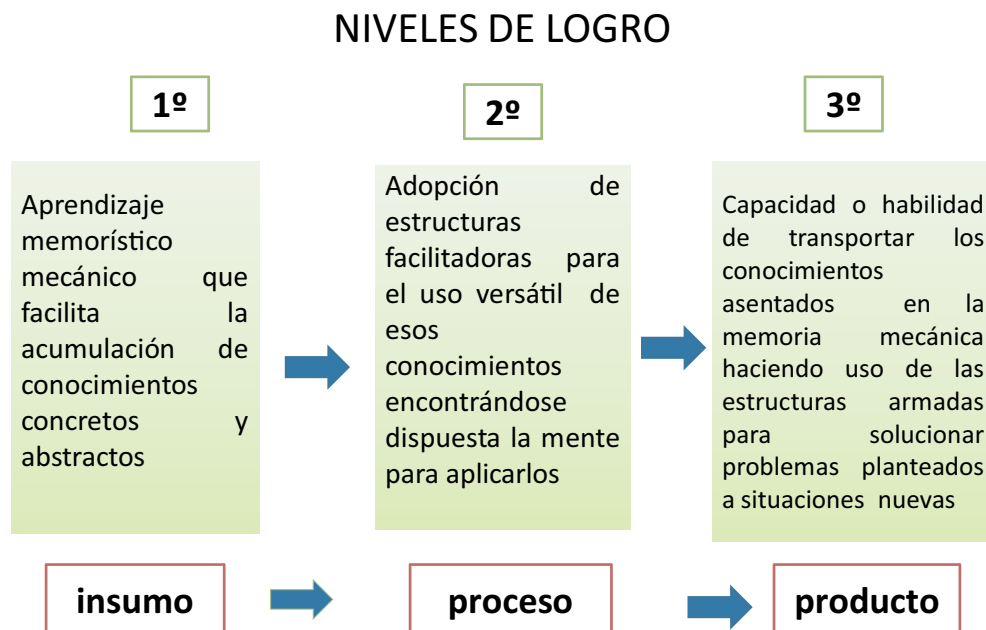 NIVELES DE LOGRO
1º
2º
3º
Aprendizaje
memorístico
mecánico que
facilita la
acumulación de
conocimientos
concretos y
abstractos
Adopción de
estructuras
facilitadoras para
el uso versátil de
esos
conocimientos
encontrándose
dispuesta la mente
para aplicarlos
Capacidad o habilidad
de transportar los
conocimientos
asentados en la
memoria mecánica
haciendo uso de las
estructuras armadas
para solucionar
problemas planteados
a situaciones nuevas
insumo
proceso
producto